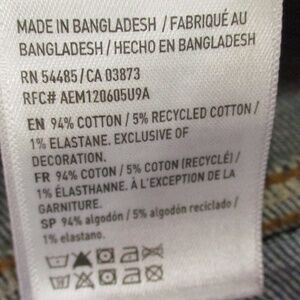 MADE IN BANGLADESH / FABRIQUÉ AU
BANGLADESH / HECHO EN BANGLADESH
RN 54485/CA 03873
RFC# AEM120605U9A
EN 94% COTTON / 5% RECYCLED COTTON /
1% ELASTANE. EXCLUSIVE OF
DECORATION.
FR 94% COTON / 5% COTON (RECYCLÉ) /
1% ÉLASTHANNE. À L'EXCEPTION DE LA
GARNITURE.
SP 94% algodón / 5% algodón reciclado /
1% elastano.